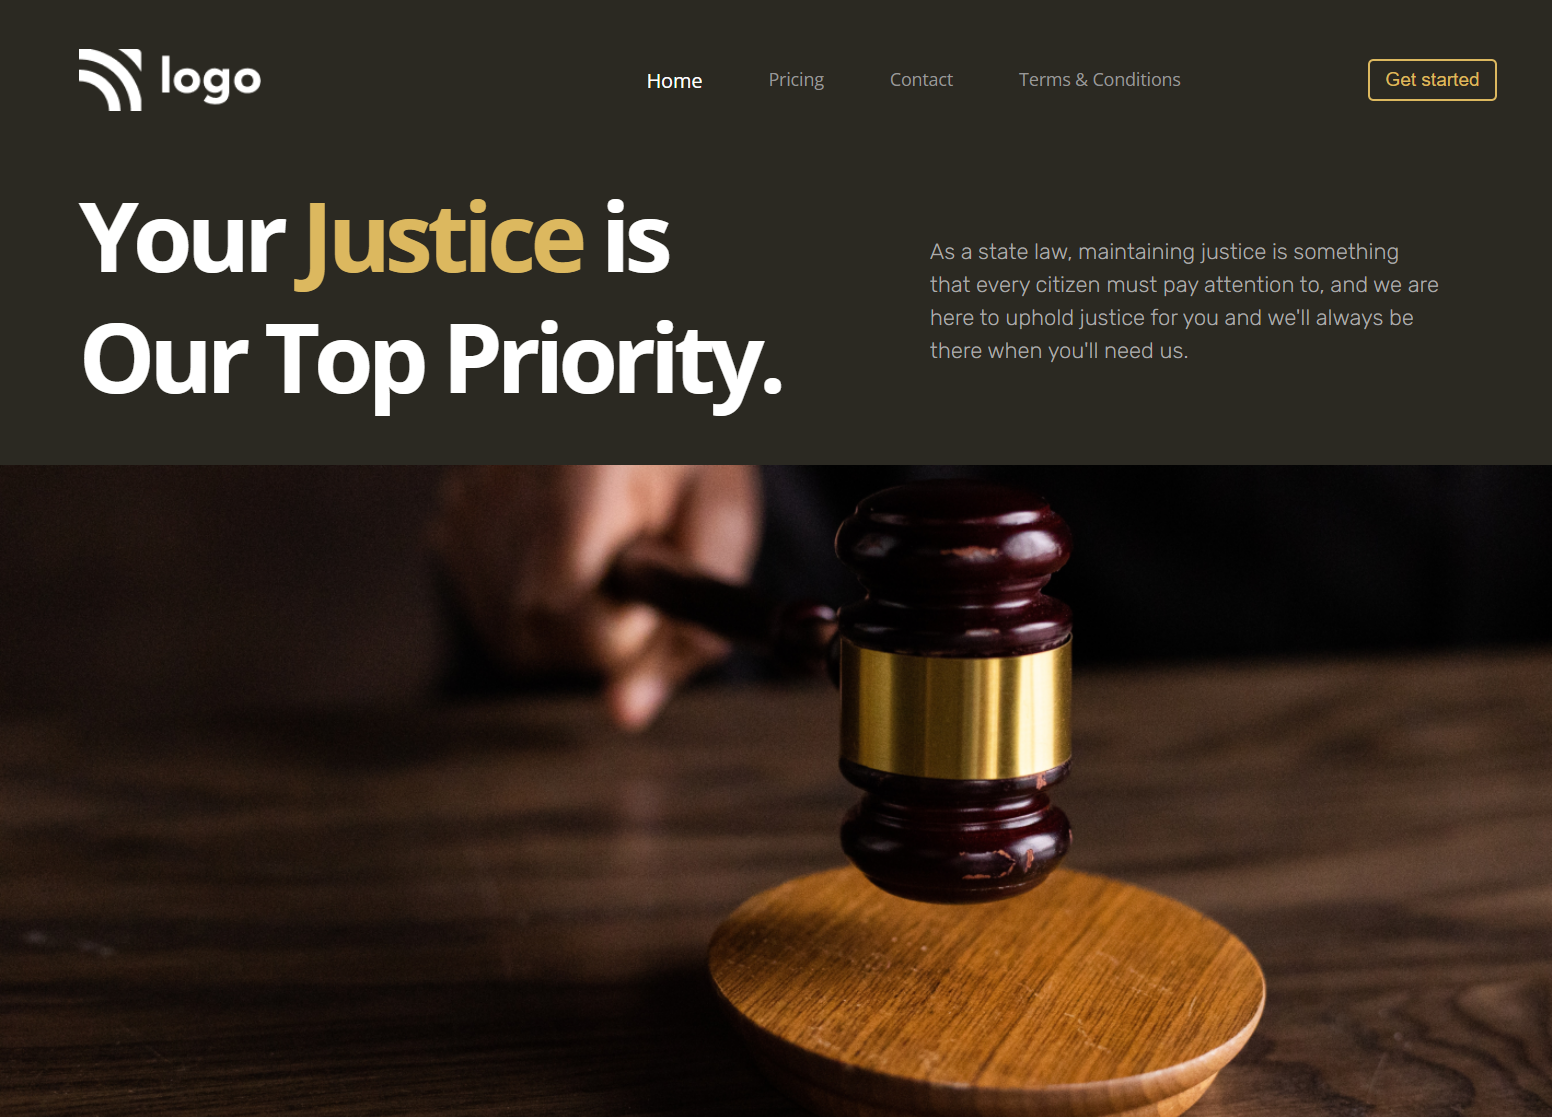 logo
Home
Pricing
Contact
Terms & Conditions
Get started
Your Justice is
Our Top Priority.
As a state law, maintaining justice is something
that every citizen must pay attention to, and we are
here to uphold justice for you and we'll always be
there when you'll need us.